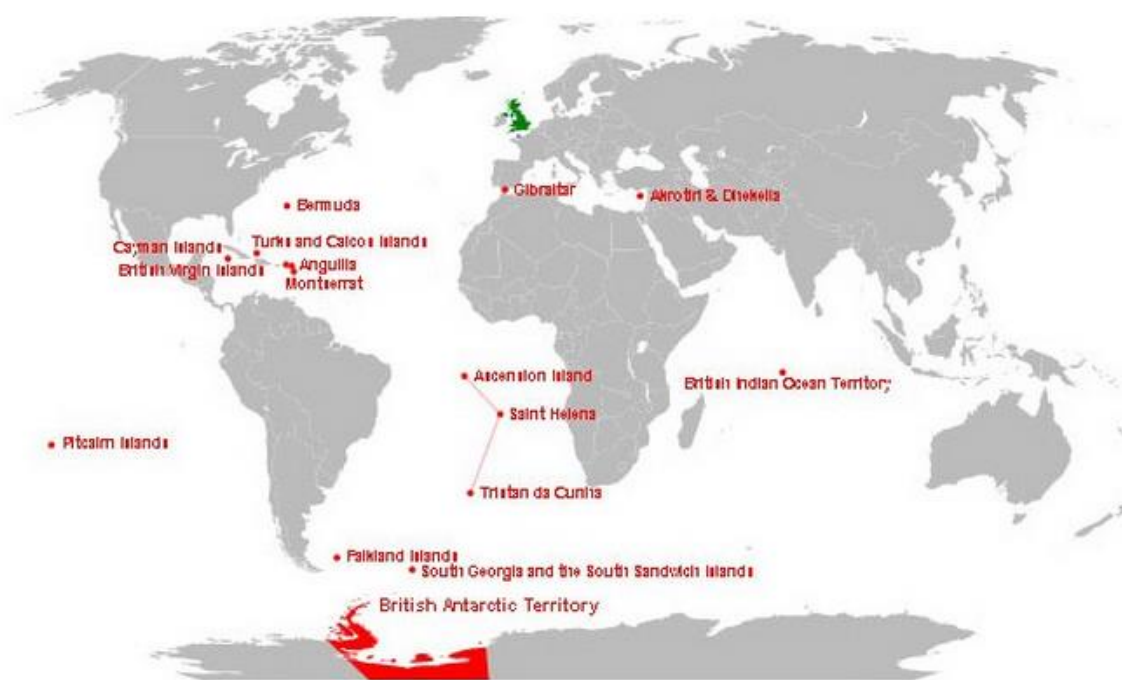 Gibraltar
Akrotiri & Dhekelia
Bermuda
Turks and Caicos Islands
Cayman Islands
Anguilla
British Virgin Islands
Montserrat
Ascension Island
British Indian Ocean Territory
Saint Helena
Pitcairn Islands
Tristan da Cunha
Falkland Islands
South Georgia and the South Sandwich Islands
British Antarctic Territory